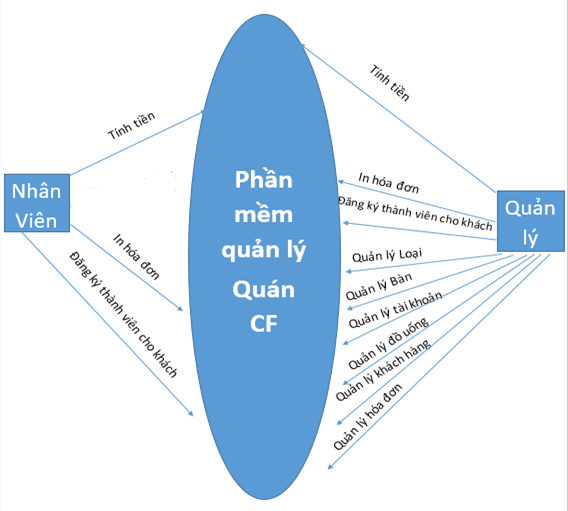 Nhân
Viên
Tính tiền
In hóa đơn
Đăng ký thành viên cho khách
Phần
mềm
quản lý
Quán
CF
Tính tiền
In hóa đơn
Đăng ký thành viên cho khách
Quản lý Loại
Quản lý Bàn
Quản lý tài khoản
Quản lý đồ uống
Quản lý khách hàng
Quản lý hóa đơn
Quản
lý